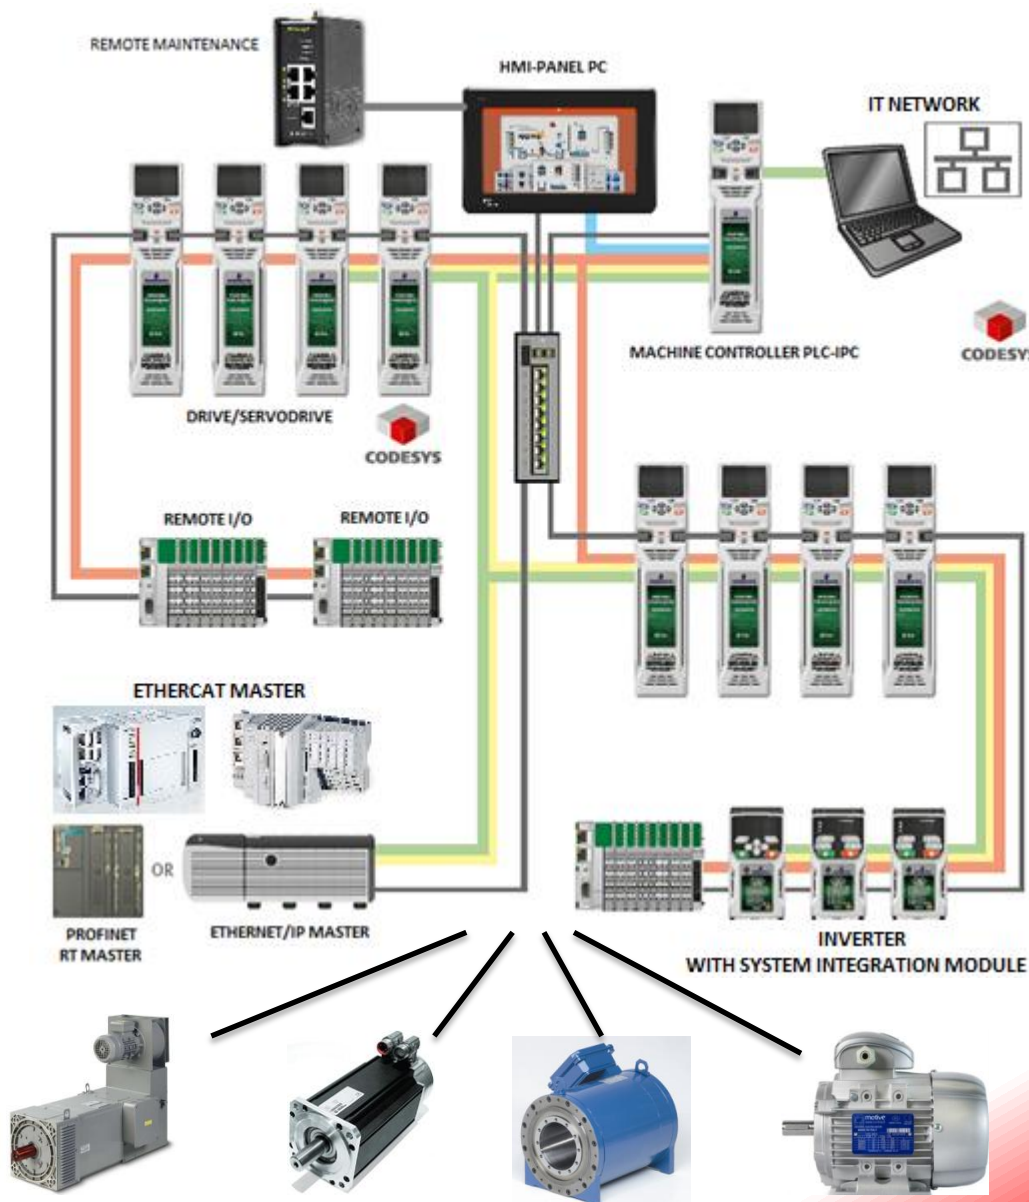 REMOTE MAINTENANCE
HMI-PANEL PC
IT NETWORK
MACHINE CONTROLLER PLC-IPC
CODESYS
DRIVE/SERVODRIVE
CODESYS
REMOTE I/O
REMOTE I/O
ETHERCAT MASTER
OR
PROFINET
RT MASTER
ETHERNET/IP MASTER
INVERTER
WITH SYSTEM INTEGRATION MODULE
motive